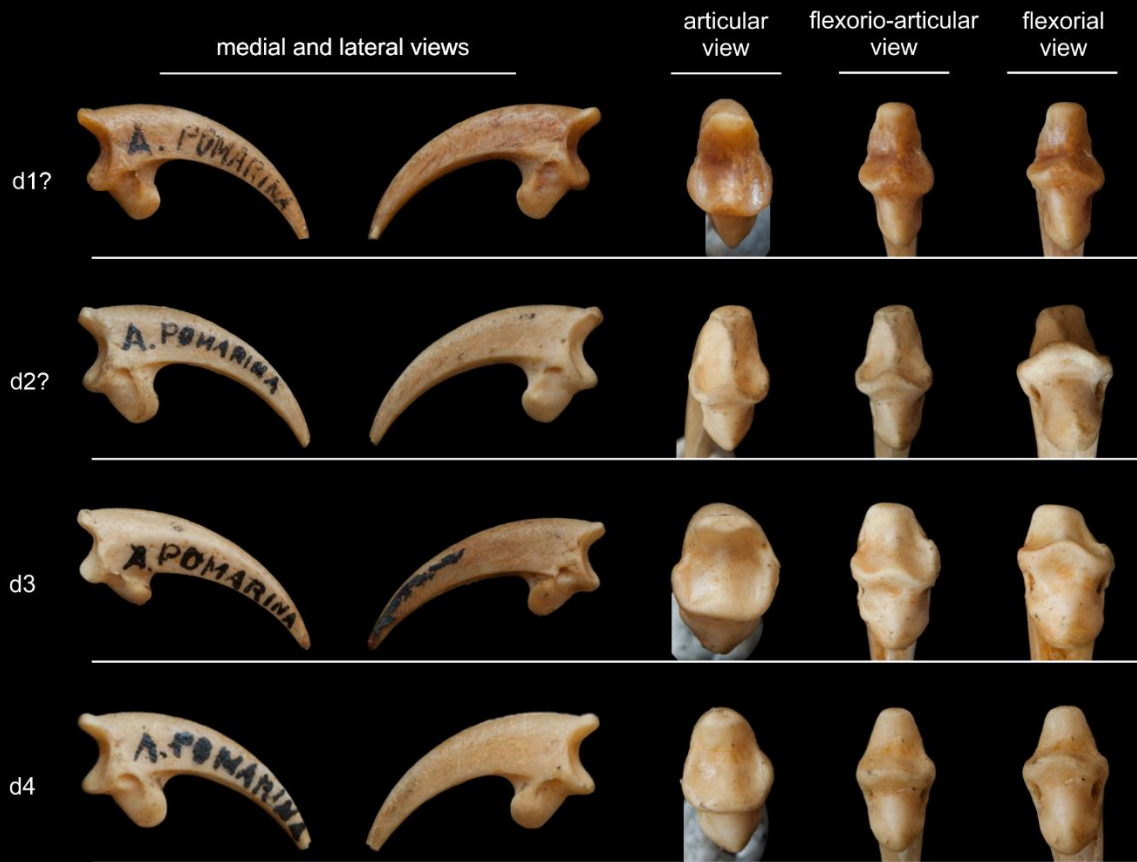 medial and lateral views
articular
view
flexorio-articular
view
flexorial
view
d1?
A. POMARINA
d2?
A. POMARINA
d3
A. POMARINA
d4
A. POMARINA